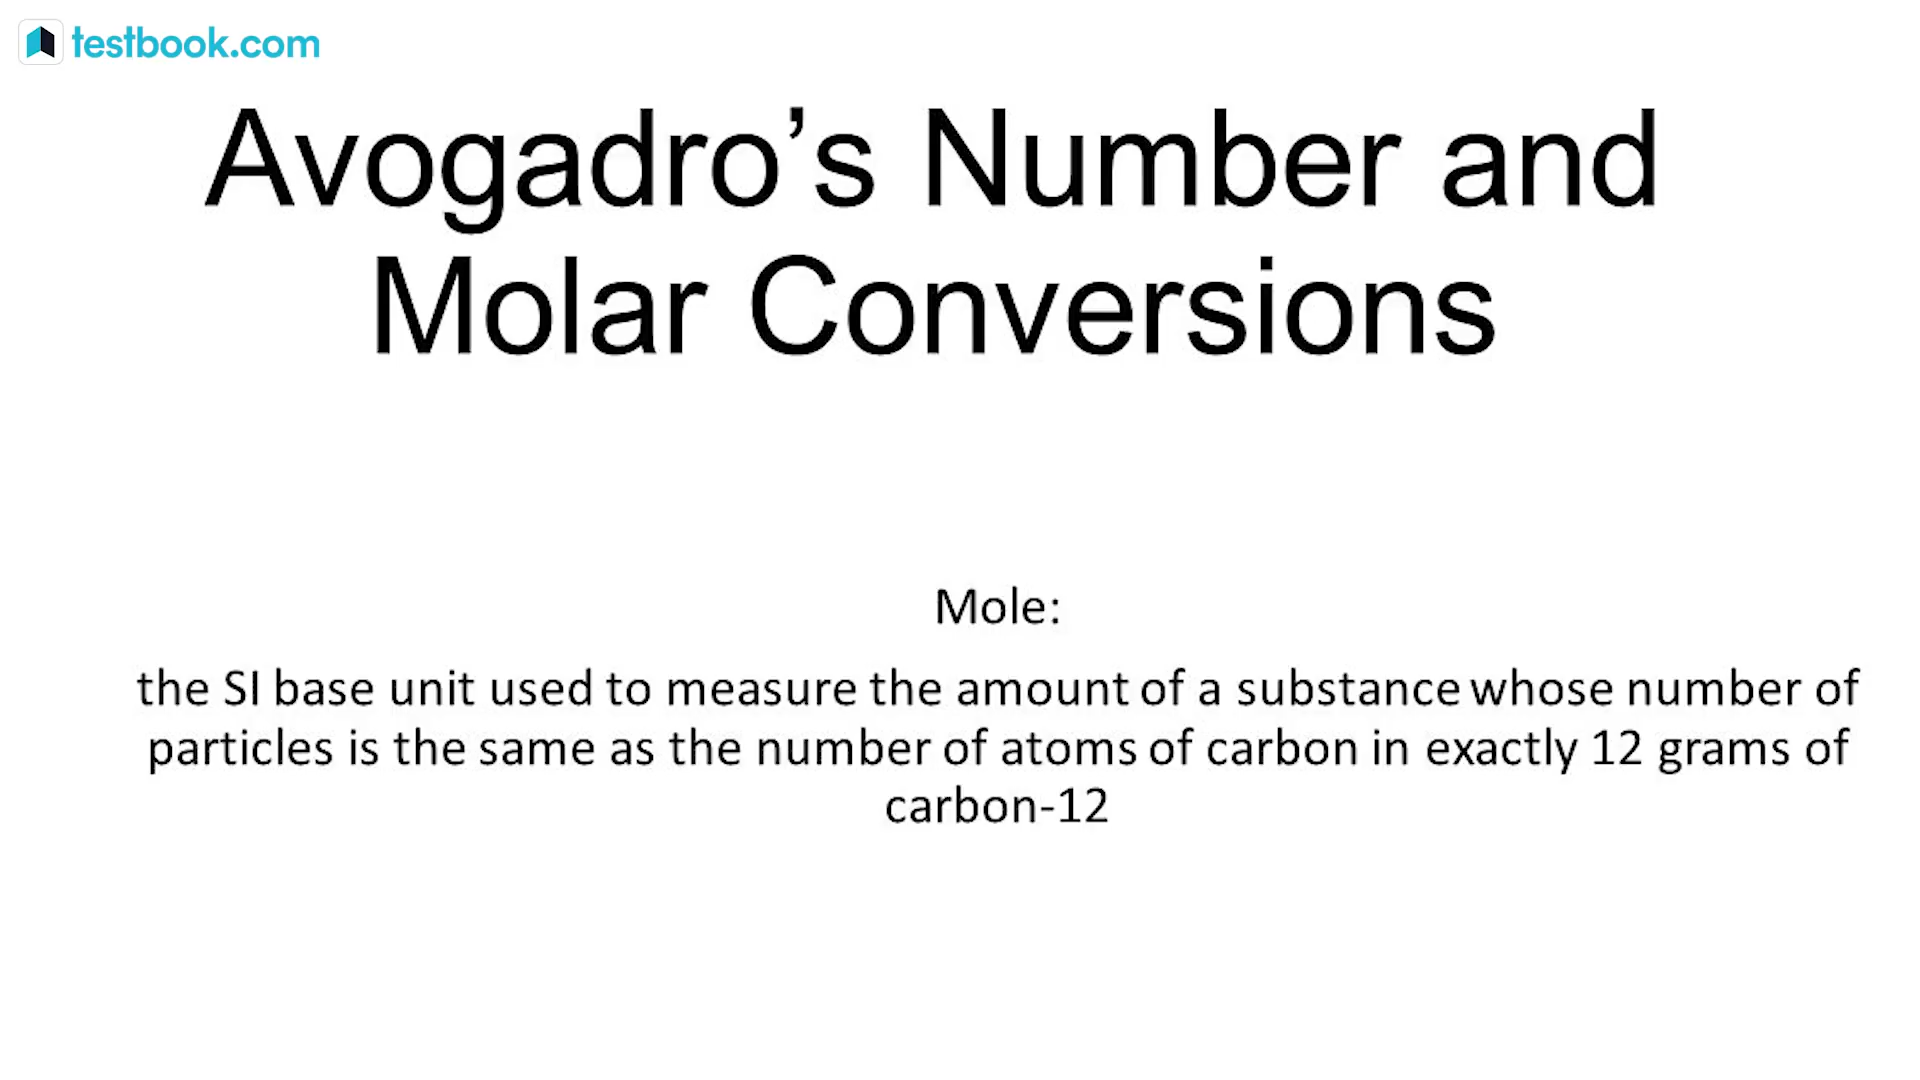 testbook.com
Avogadro’s Number and
Molar Conversions
Mole:
the SI base unit used to measure the amount of a substance whose number of
particles is the same as the number of atoms of carbon in exactly 12 grams of
carbon-12